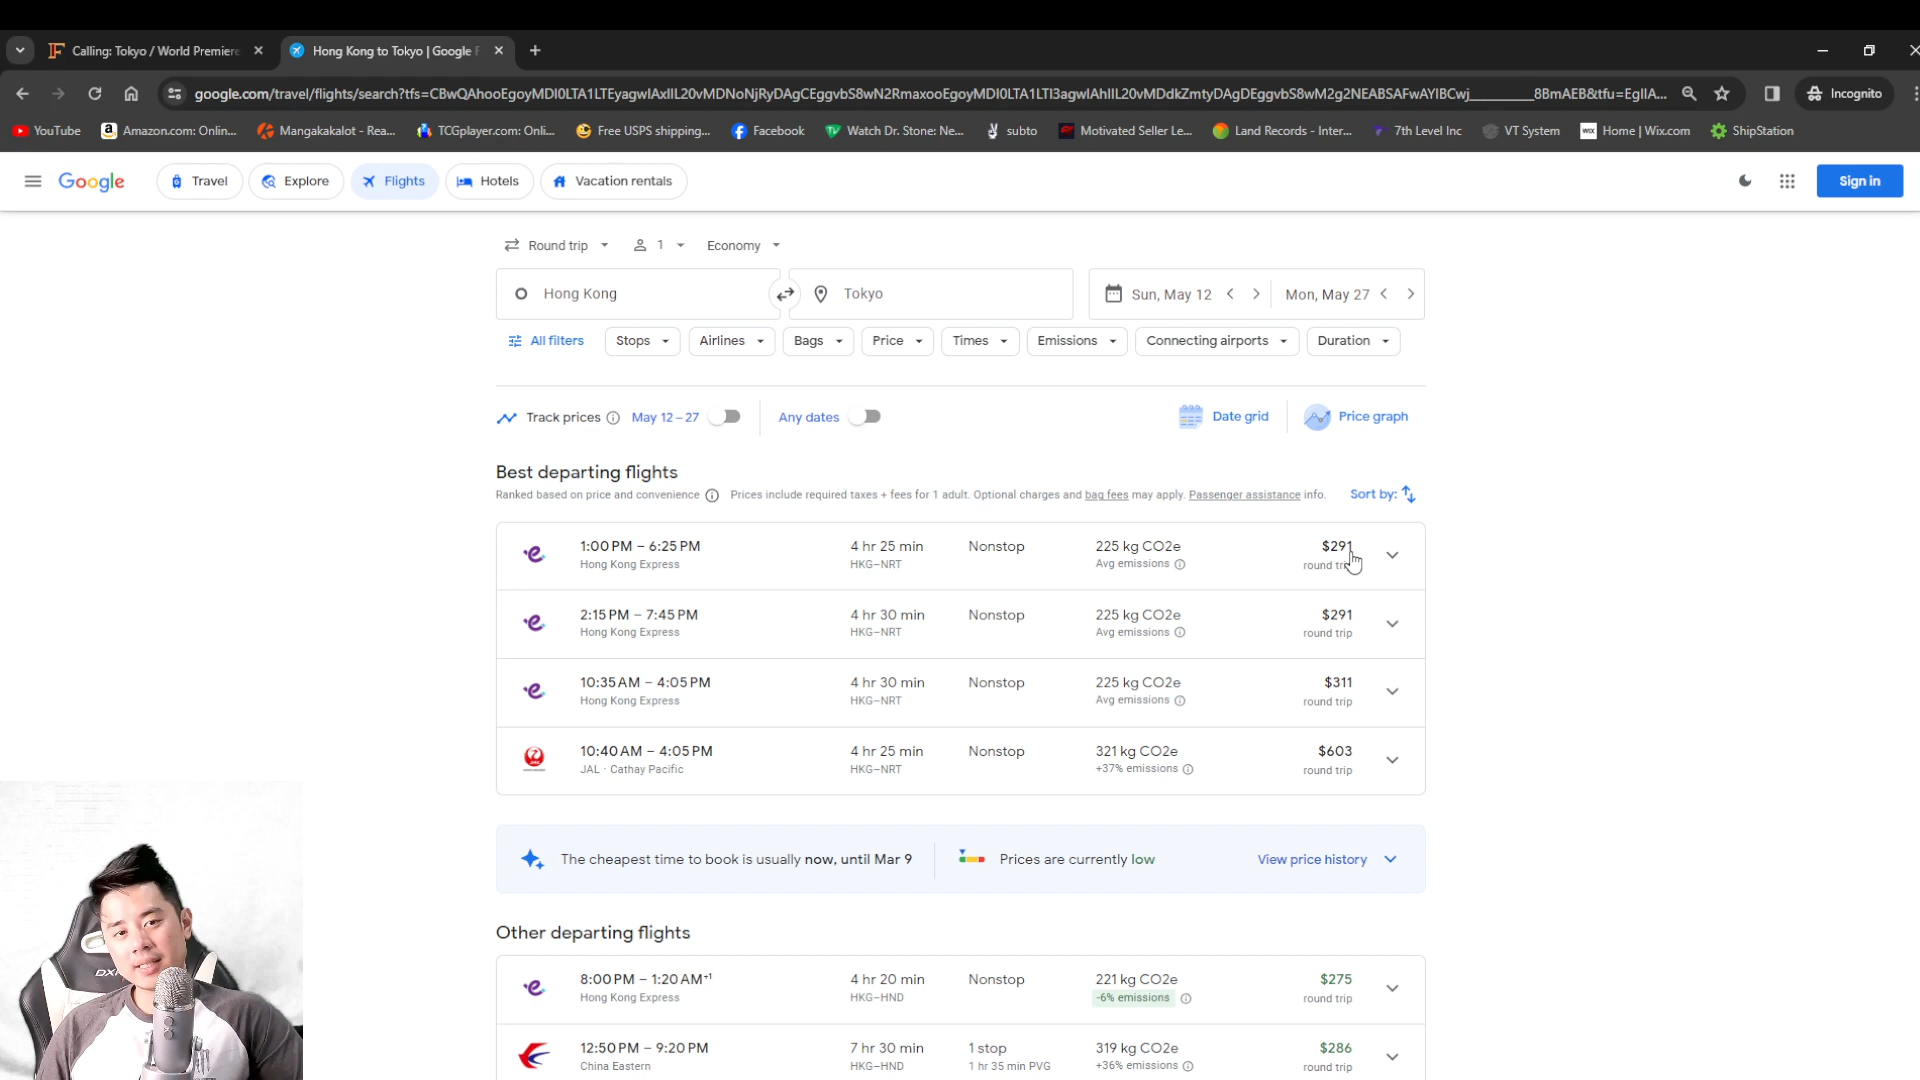 Calling: Tokyo / World Premiere
Hong Kong to Tokyo | Google F
google.com/travel/flights/search?tfs=
Incognito
YouTube
Amazon.com: Onlin...
Mangakakalot - Rea...
TCGplayer.com: Onli...
Free USPS shipping...
Facebook
Watch Dr. Stone: Ne...
subto
Motivated Seller Le...
Land Records - Inter...
7th Level Inc
VT System
WIX
Home | Wix.com
ShipStation
Google
Travel
Explore
Flights
Hotels
Vacation rentals
Sign in
Round trip
1
Economy
Hong Kong
Tokyo
Sun, May 12
Mon, May 27
All filters
Stops
Airlines
Bags
Price
Times
Emissions
Connecting airports
Duration
Track prices
May 12 – 27
Any dates
Date grid
Price graph
Best departing flights
Ranked based on price and convenience
Prices include required taxes + fees for 1 adult. Optional charges and bag fees may apply. Passenger assistance info.
Sort by:
1:00 PM – 6:25 PM
Hong Kong Express
4 hr 25 min
HKG–NRT
Nonstop
225 kg CO2e
Avg emissions
$291
round trip
2:15 PM – 7:45 PM
Hong Kong Express
4 hr 30 min
HKG–NRT
Nonstop
225 kg CO2e
Avg emissions
$291
round trip
10:35 AM – 4:05 PM
Hong Kong Express
4 hr 30 min
HKG–NRT
Nonstop
225 kg CO2e
Avg emissions
$311
round trip
10:40 AM – 4:05 PM
JAL · Cathay Pacific
4 hr 25 min
HKG–NRT
Nonstop
321 kg CO2e
+37% emissions
$603
round trip
The cheapest time to book is usually now, until Mar 9
Prices are currently low
View price history
Other departing flights
8:00 PM – 1:20 AM+1
Hong Kong Express
4 hr 20 min
HKG–HND
Nonstop
221 kg CO2e
-6% emissions
$275
round trip
12:50 PM – 9:20 PM
China Eastern
7 hr 30 min
HKG–HND
1 stop
1 hr 35 min PVG
319 kg CO2e
+36% emissions
$286
round trip